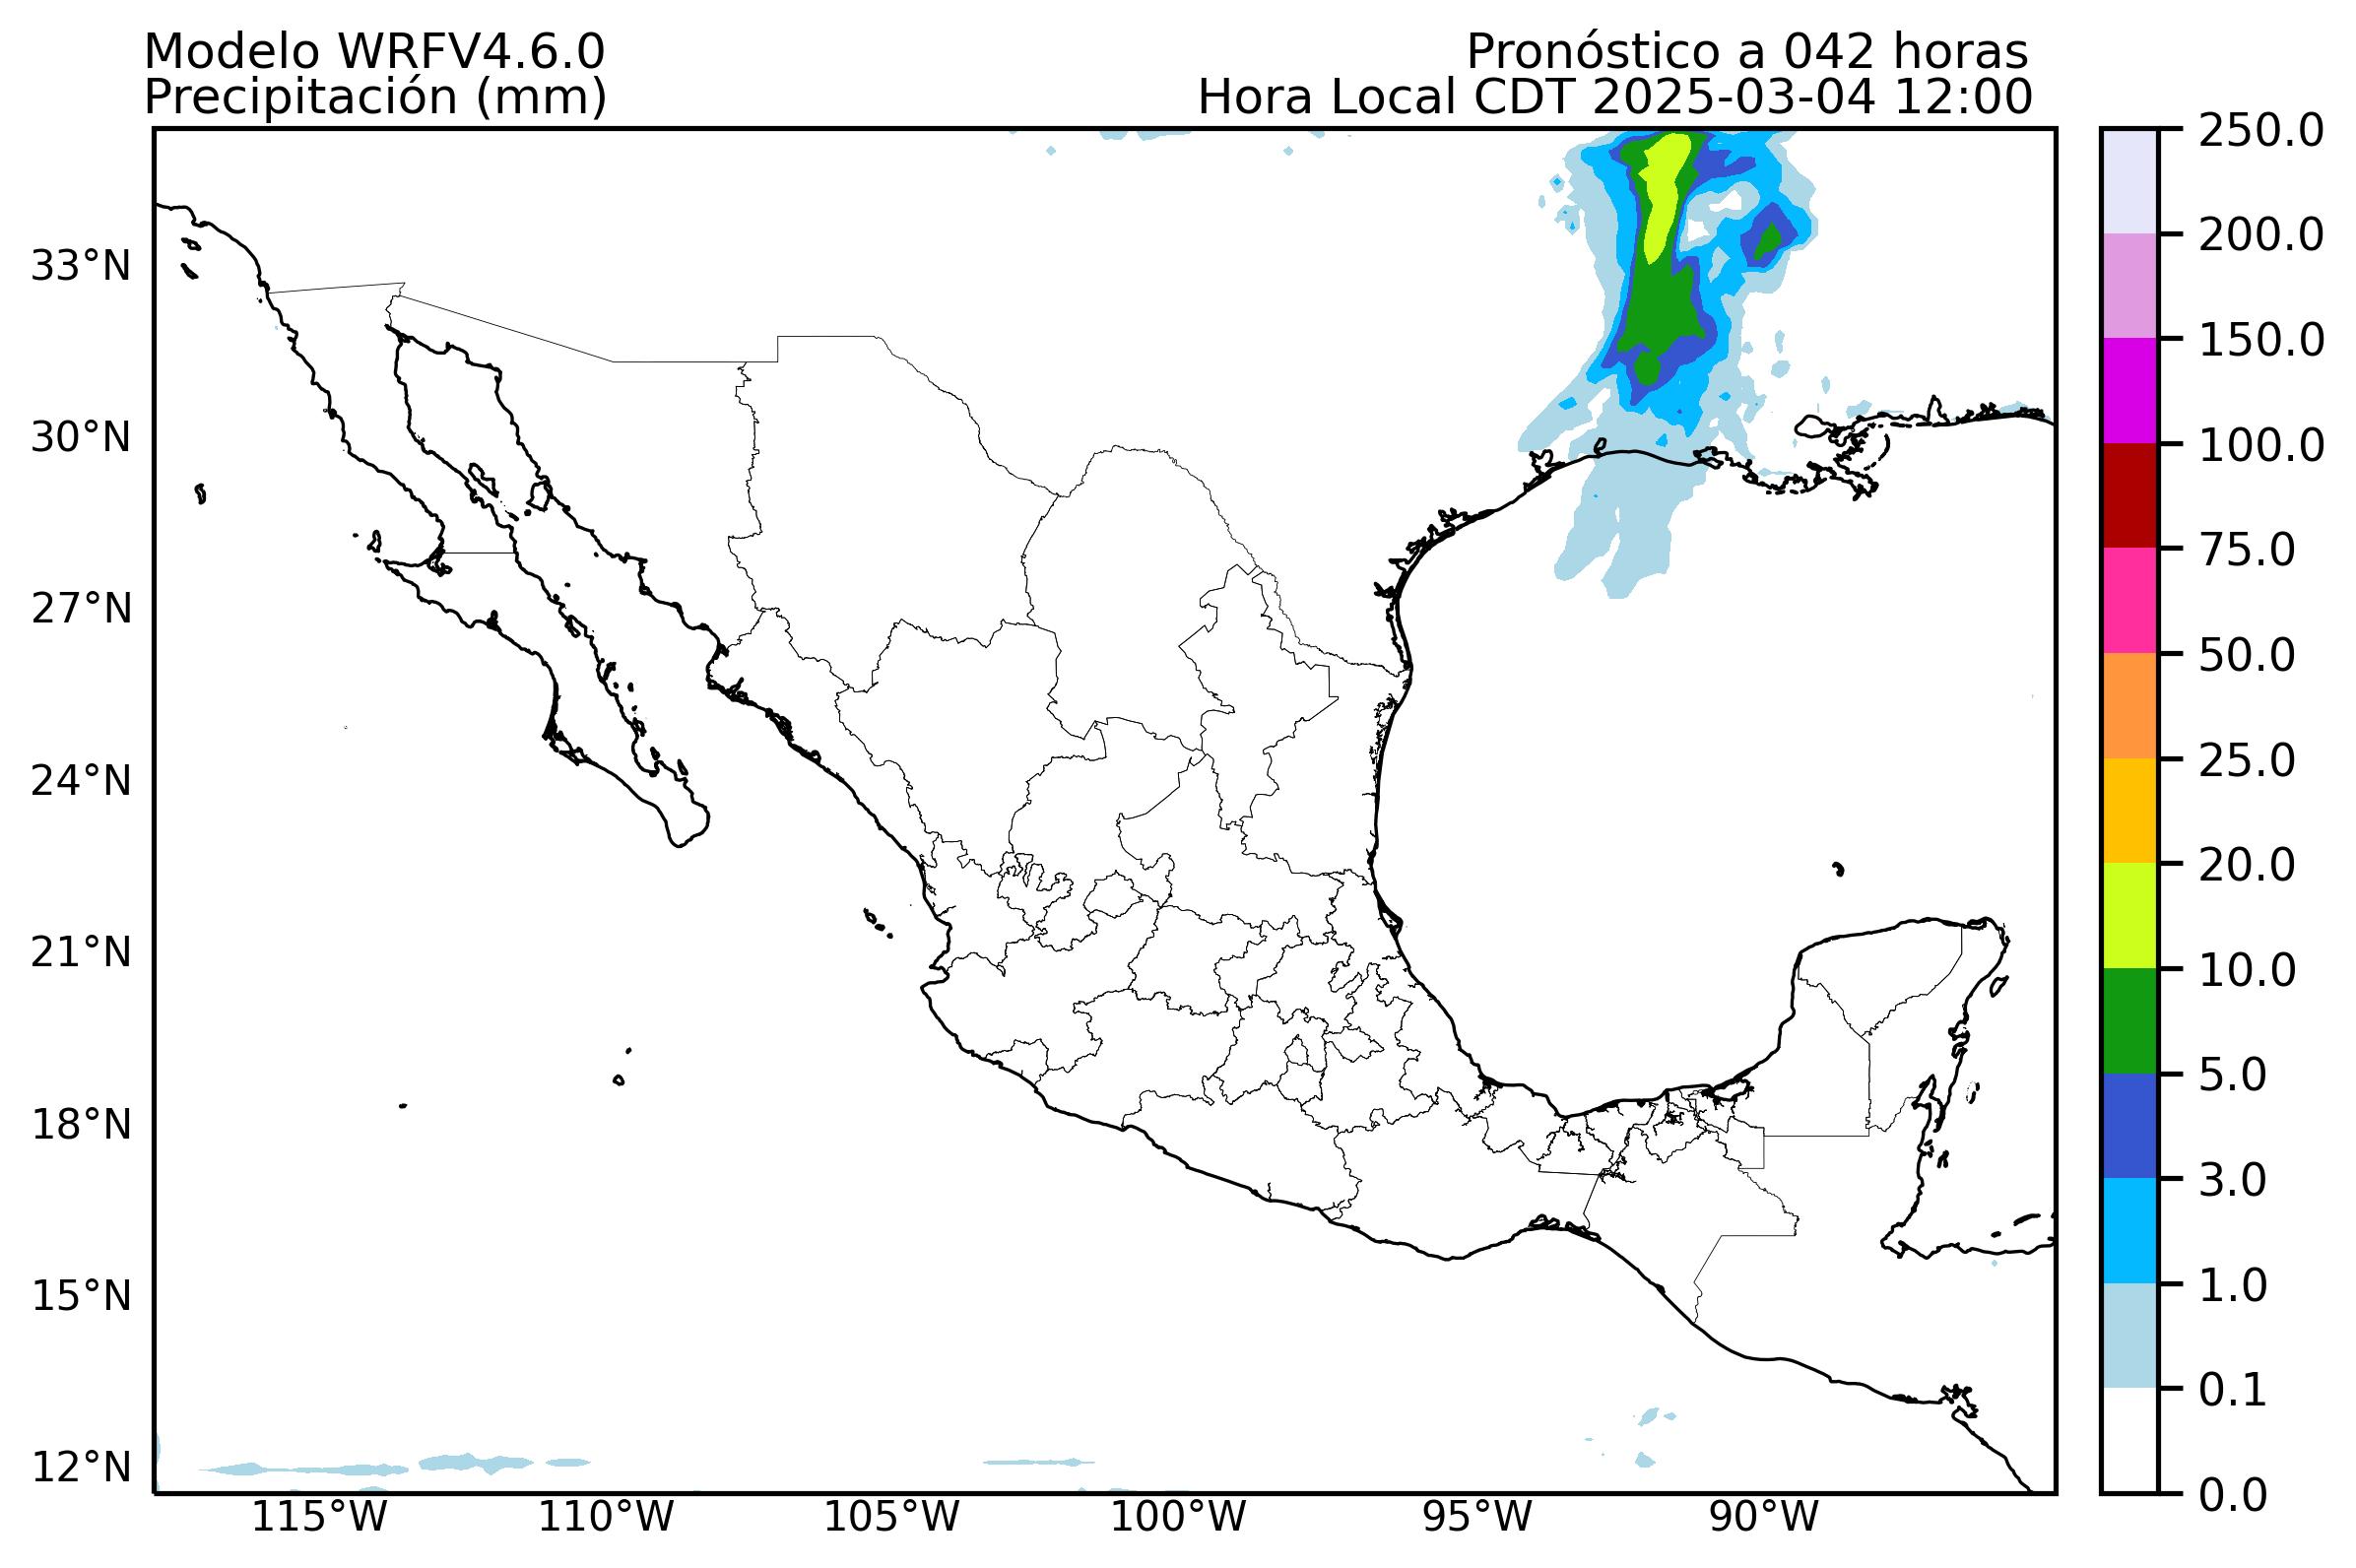 Modelo WRFV4.6.0
Pronóstico a 042 horas
Precipitación (mm)
Hora Local CDT 2025-03-04 12:00
33°N
30°N
27°N
24°N
21°N
18°N
15°N
12°N
115°W
110°W
105°W
100°W
95°W
90°W
250.0
200.0
150.0
100.0
75.0
50.0
25.0
20.0
10.0
5.0
3.0
1.0
0.1
0.0